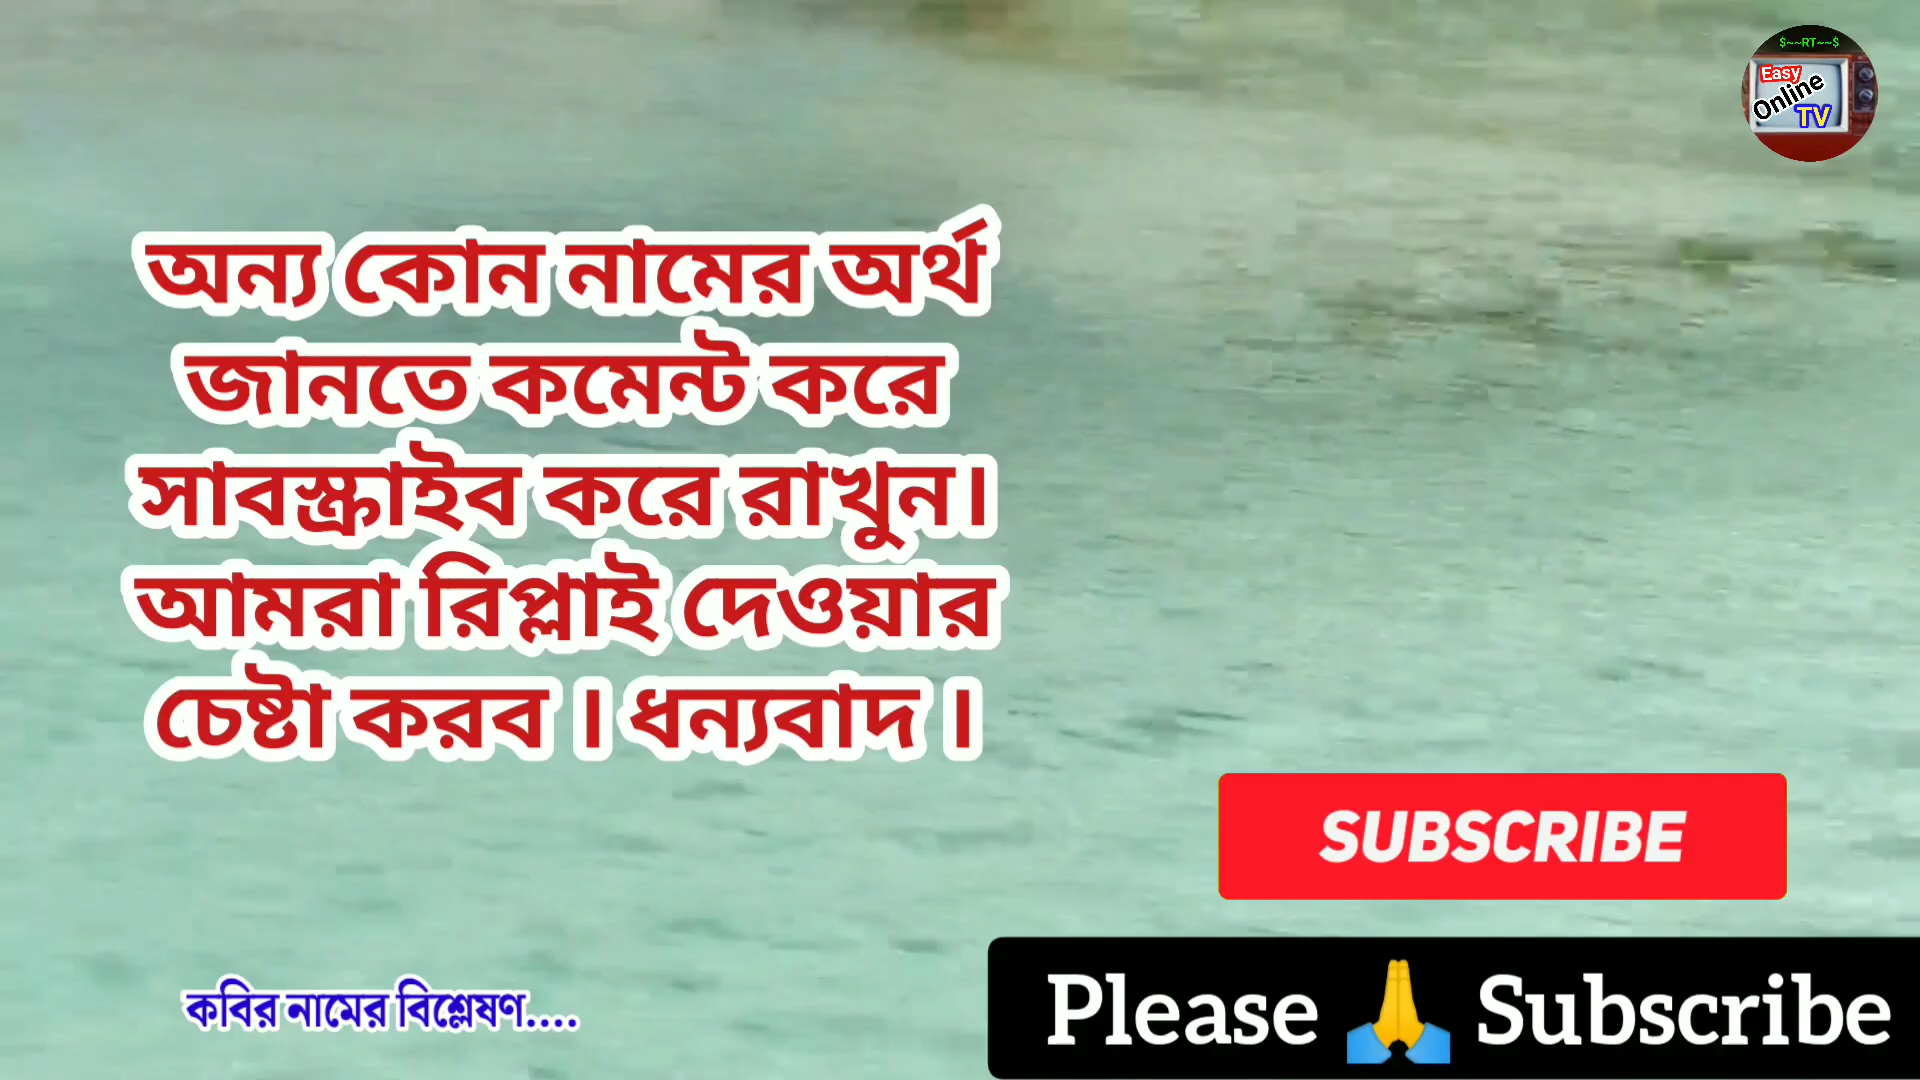 $~~RT~~$
Easy
Online
TV
অন্য কোন নামের অর্থ
জানতে কমেন্ট করে
সাবস্ক্রাইব করে রাখুন।
আমরা রিপ্লাই দেওয়ার
চেষ্টা করব । ধন্যবাদ ।
SUBSCRIBE
Please 🙏 Subscribe
কবির নামের বিশ্লেষণ....